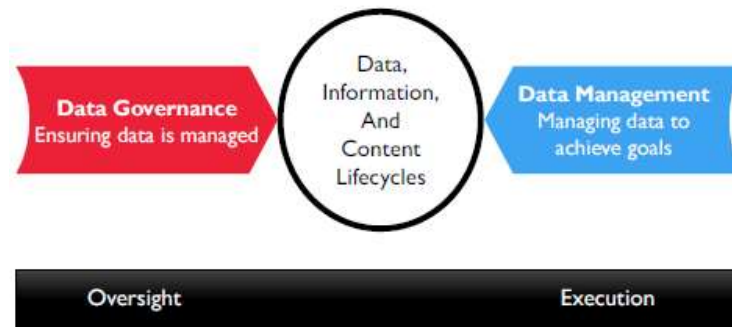 Data Governance
Ensuring data is managed
Data,
Information,
And
Content
Lifecycles
Data Management
Managing data to
achieve goals
Oversight
Execution